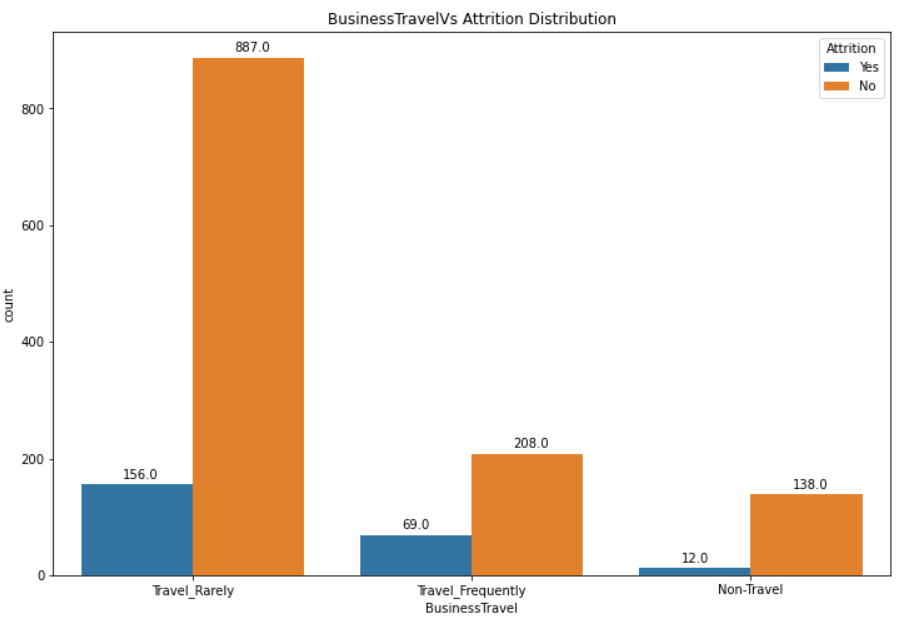 BusinessTravelVs Attrition Distribution
Attrition
Yes
No
887.0
156.0
208.0
69.0
138.0
12.0
800
600
400
200
0
count
Travel_Rarely
Travel_Frequently
Non-Travel
BusinessTravel